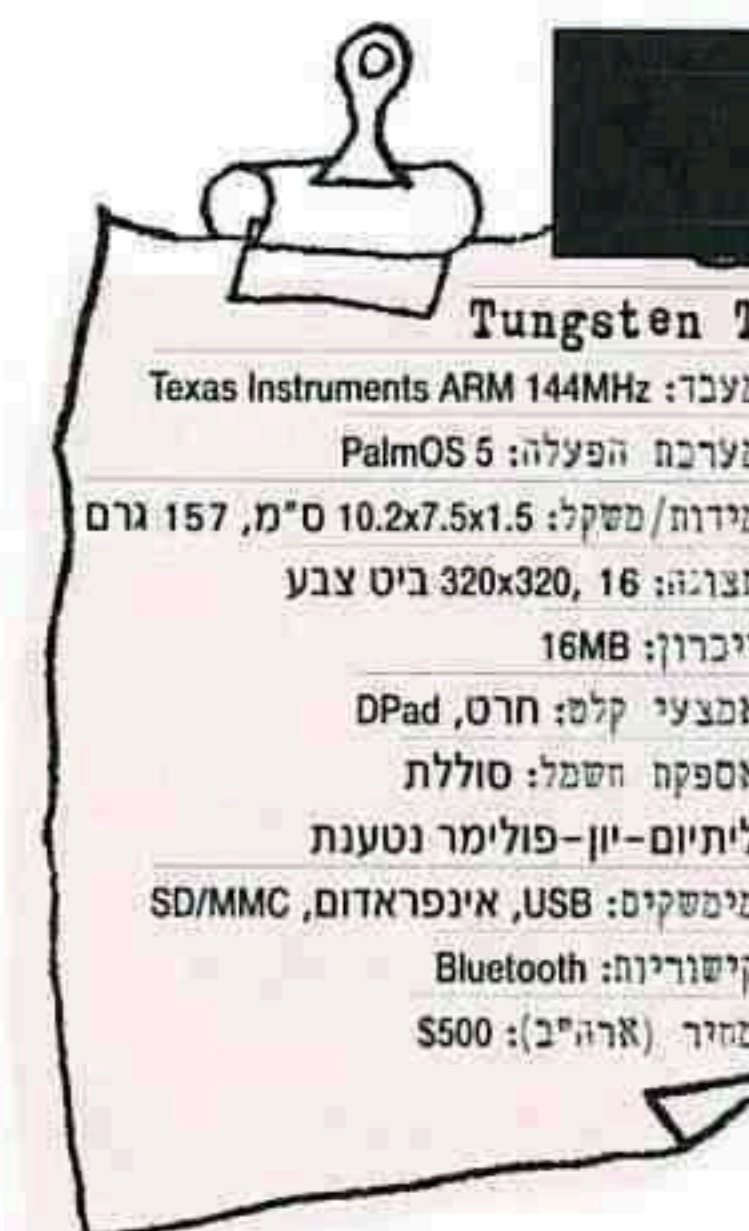 Tungsten T
מעבד: Texas Instruments ARM 144MHz
מערכת הפעלה: PalmOS 5
מידות/משקל: 10.2x7.5x1.5 ס"מ, 157 גרם
תצוגה: 320x320, 16 ביט צבע
זיכרון: 16MB
אמצעי קלט: חרט, DPad
אספקת חשמל: סוללת
ליתיום-יון-פולימר נטענת
מימשקים: USB, אינפראדום, SD/MMC
קישוריות: Bluetooth
מחיר (ארה"ב): $500